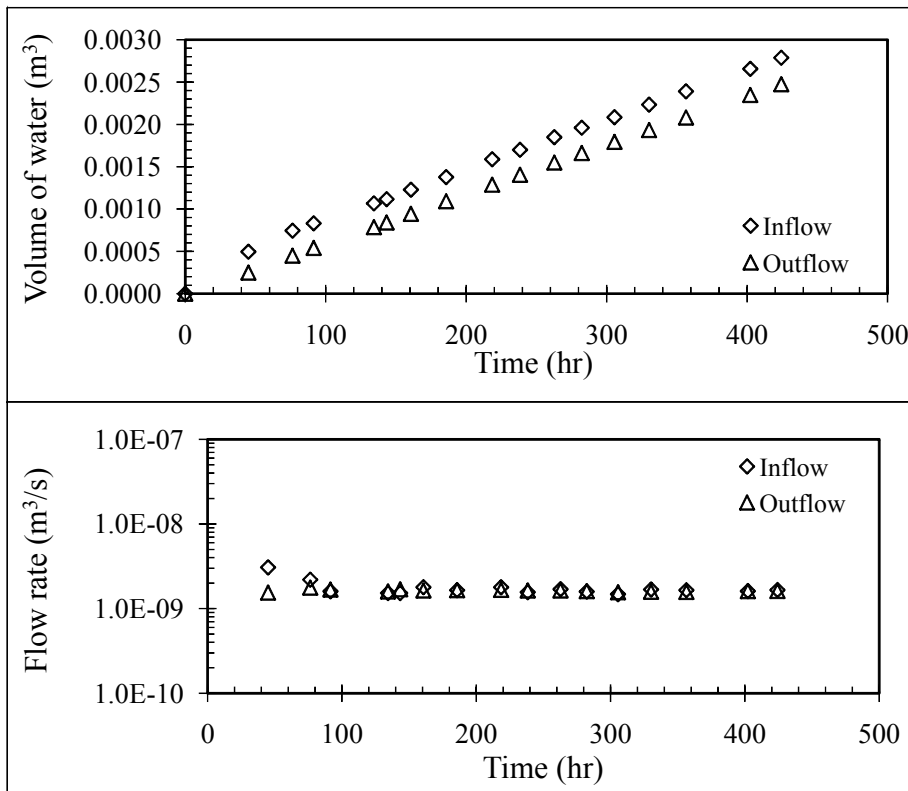 Volume of water (m³)
0.0030
0.0025
0.0020
0.0015
0.0010
0.0005
0.0000
0 100 200 300 400 500
Time (hr)
Inflow
Outflow
Flow rate (m³/s)
1.0E-07
1.0E-08
1.0E-09
1.0E-10
0 100 200 300 400 500
Time (hr)
Inflow
Outflow